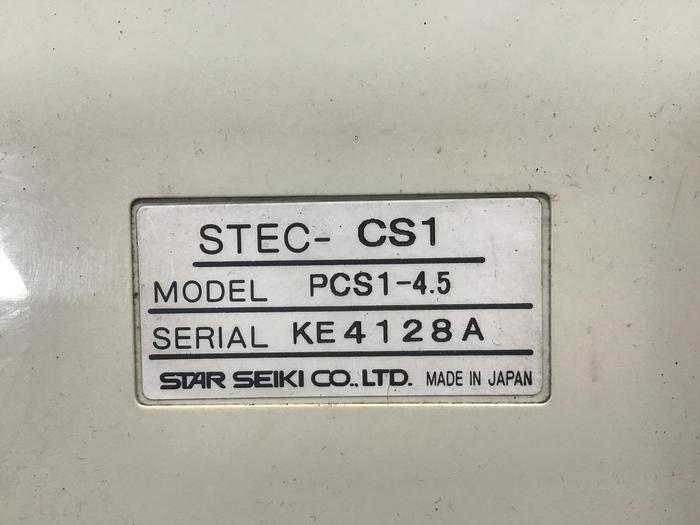 STEC- CS1
MODEL PCS1-4.5
SERIAL KE4128A
STAR SEIKI CO.,LTD. MADE IN JAPAN